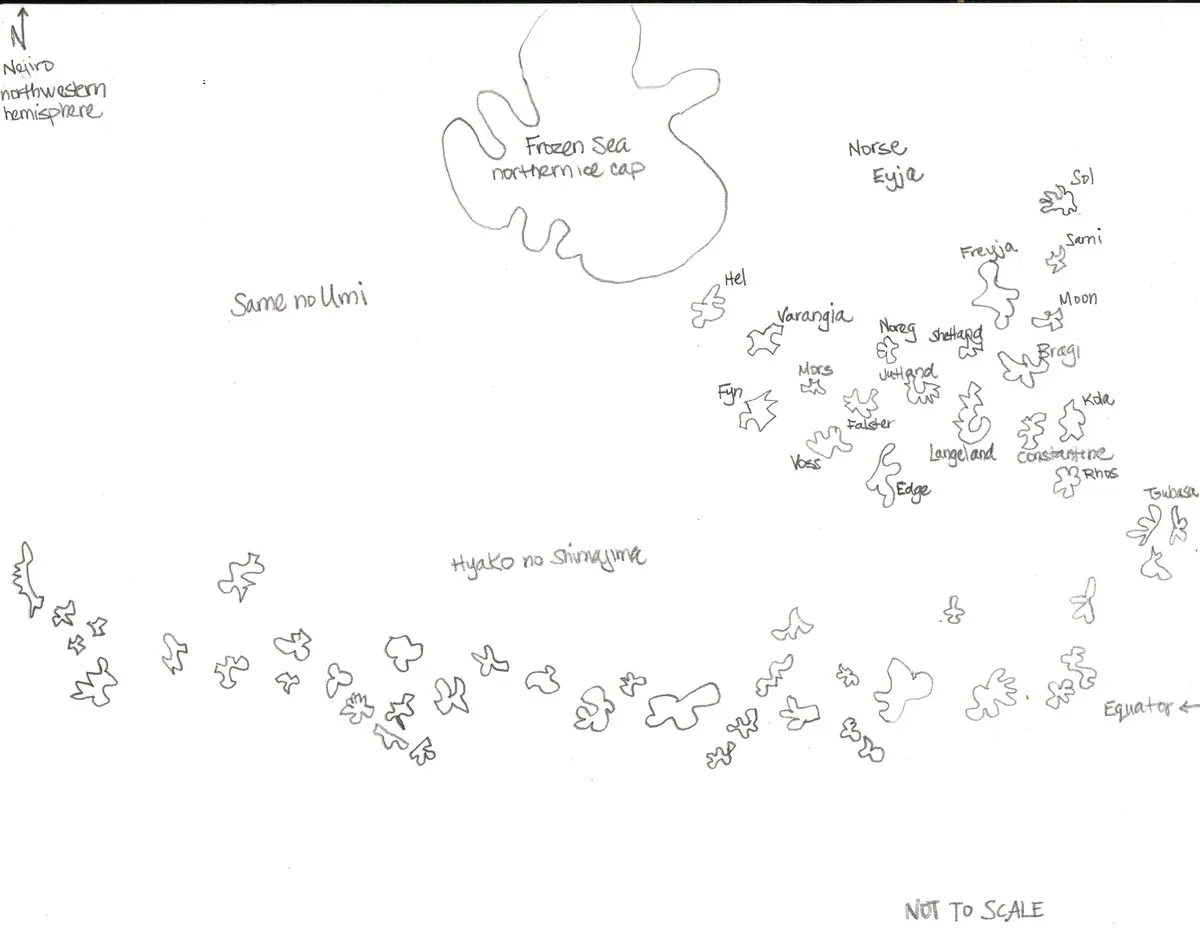 N
Nejiro
northwestern
hemisphere
Frozen Sea
northern ice cap
Norse
Eyja
Sol
Sami
Freyja
Hel
Moon
Same no Umi
Varangia
Noreg
Shetland
Bragi
Mors
Jutland
Fyn
Kola
Falster
Langeland
Constantine
Voss
Rhos
Edge
Tsubasa
Hyako no Shimajima
Equator ←
NOT TO SCALE